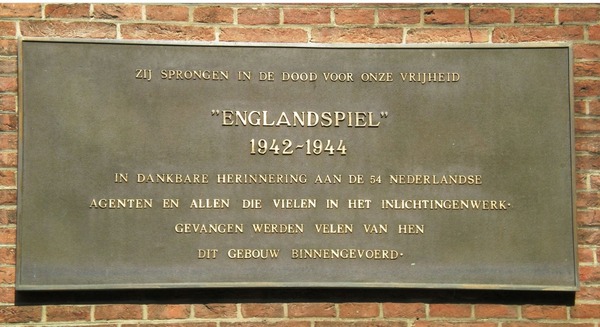 ZIJ SPRONGEN IN DE DOOD VOOR ONZE VRIJHEID
"ENGLANDSPIEL"
1942-1944
IN DANKBARE HERINNERING AAN DE 54 NEDERLANDSE
AGENTEN EN ALLEN DIE VIELEN IN HET INLICHTINGENWERK.
GEVANGEN WERDEN VELEN VAN HEN
DIT GEBOUW BINNENGEVOERD.